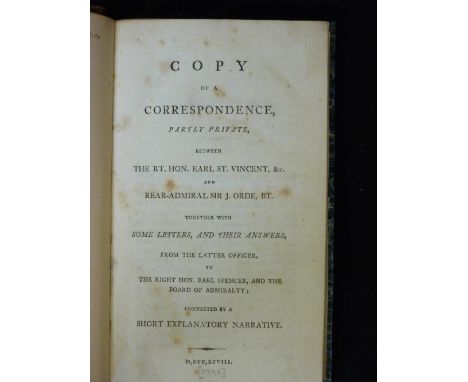 COPY
OF A
CORRESPONDENCE,
PARTLY PRIVATE,
BETWEEN
THE RT. HON. EARL ST. VINCENT, &c.
AND
REAR-ADMIRAL SIR J. ORDE, BT.
TOGETHER WITH
SOME LETTERS, AND THEIR ANSWERS,
FROM THE LATTER OFFICER,
TO
THE RIGHT HON. EARL SPENCER, AND THE
BOARD OF ADMIRALTY;
CONNECTED BY A
SHORT EXPLANATORY NARRATIVE.
M,DCC,XCVIII.